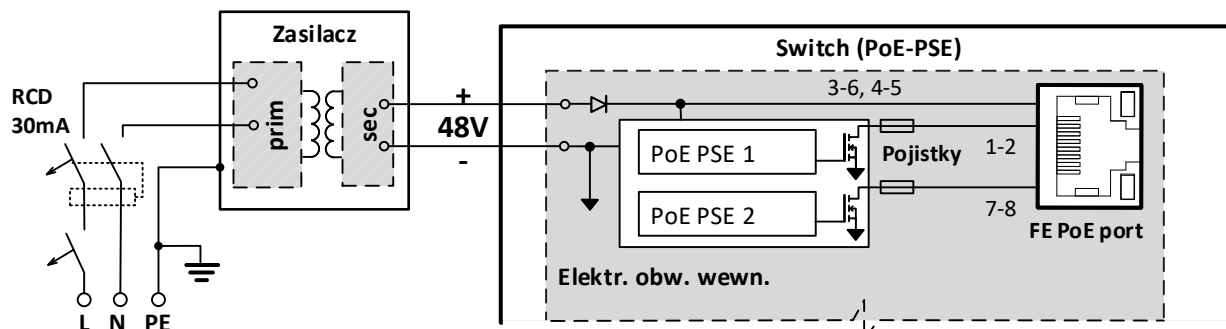 Zasilacz
Switch (PoE-PSE)
RCD
30mA
prim
sec
+
48V
-
3-6, 4-5
PoE PSE 1
Pojistky
1-2
PoE PSE 2
7-8
FE PoE port
Elektr. obw. wewn.
L N PE